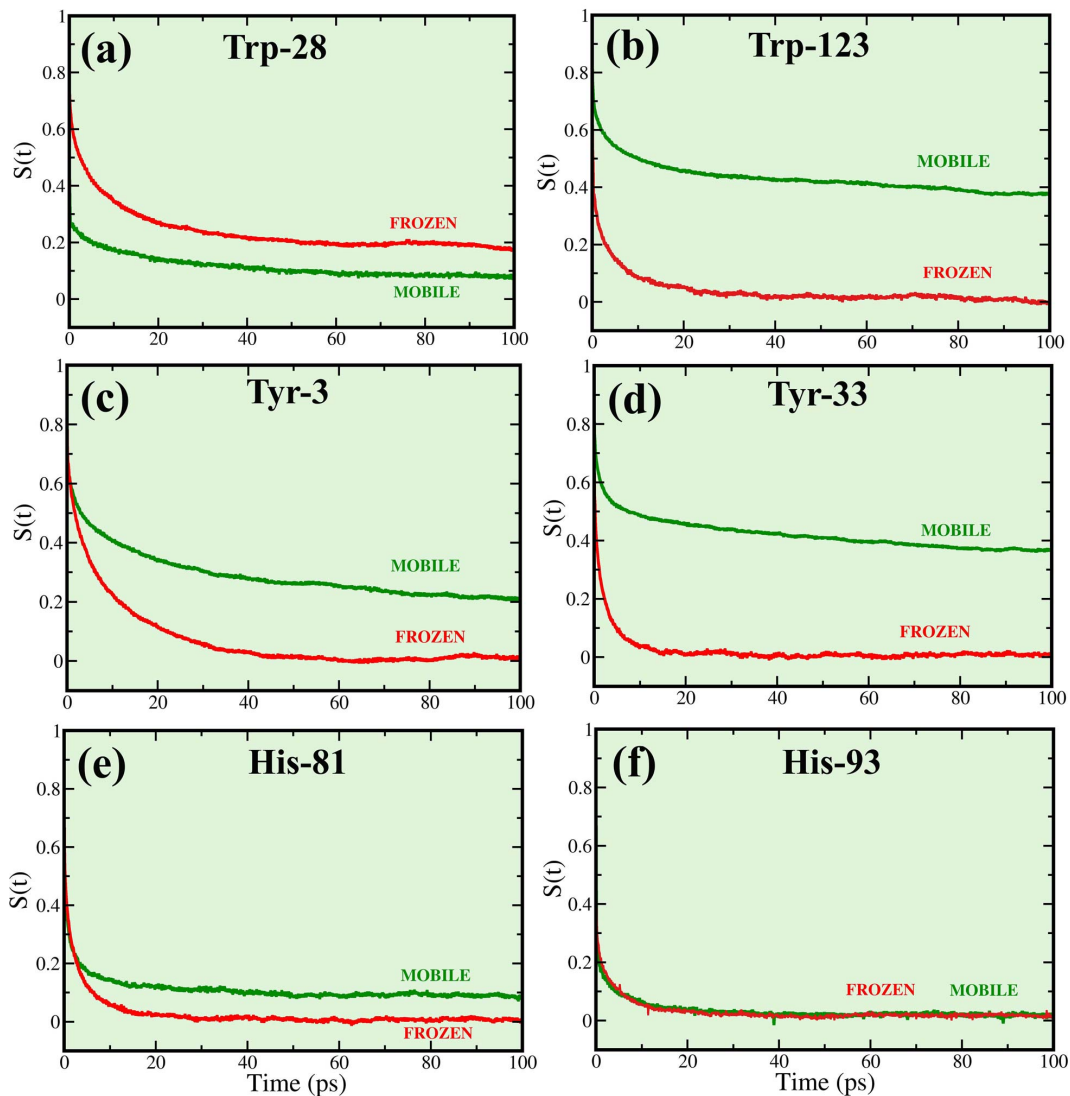 (a) Trp-28
1
0.8
0.6
0.4
0.2
0
S(t)
FROZEN
MOBILE
0 20 40 60 80 100
(b) Trp-123
1
0.8
0.6
0.4
0.2
0
S(t)
MOBILE
FROZEN
0 20 40 60 80 100
(c) Tyr-3
1
0.8
0.6
0.4
0.2
0
S(t)
MOBILE
FROZEN
0 20 40 60 80 100
(d) Tyr-33
1
0.8
0.6
0.4
0.2
0
S(t)
MOBILE
FROZEN
0 20 40 60 80 100
(e) His-81
1
0.8
0.6
0.4
0.2
0
S(t)
MOBILE
FROZEN
0 20 40 60 80 100
Time (ps)
(f) His-93
1
0.8
0.6
0.4
0.2
0
S(t)
FROZEN MOBILE
0 20 40 60 80 100
Time (ps)